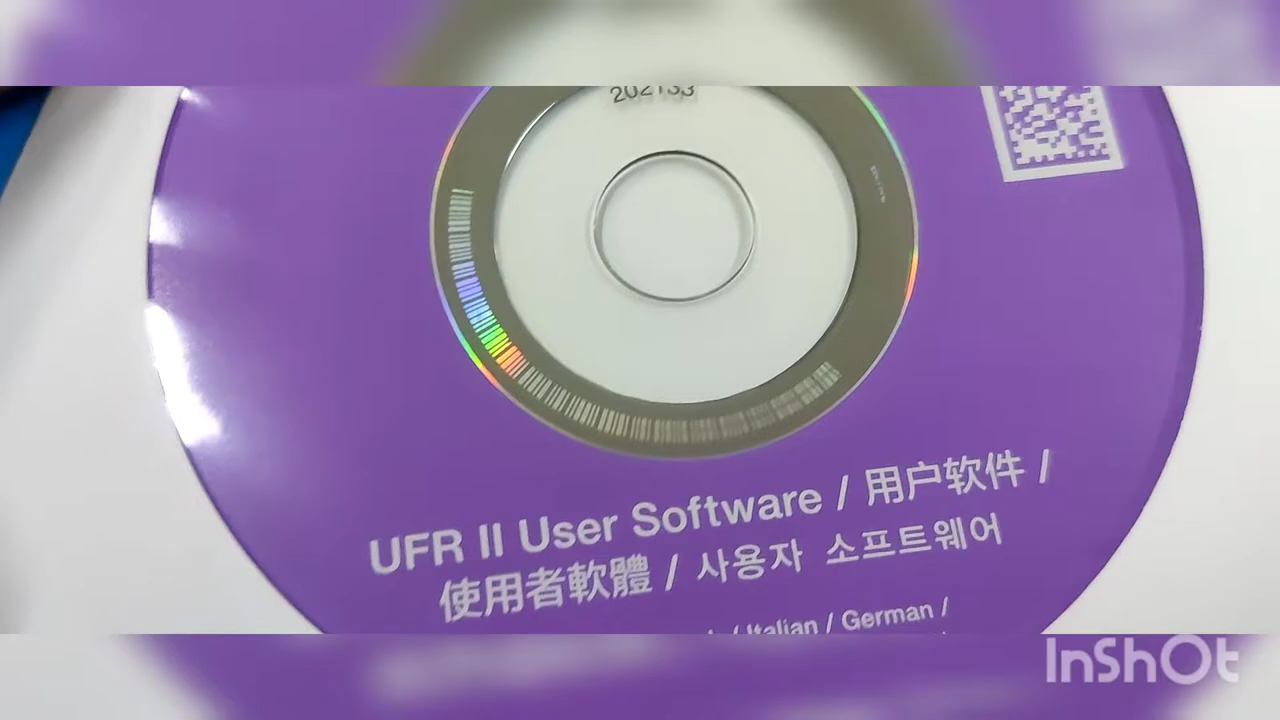 UFR II User Software / 用户软件 /
使用者軟體 / 사용자 소프트웨어
/ Italian / German /
InShOt